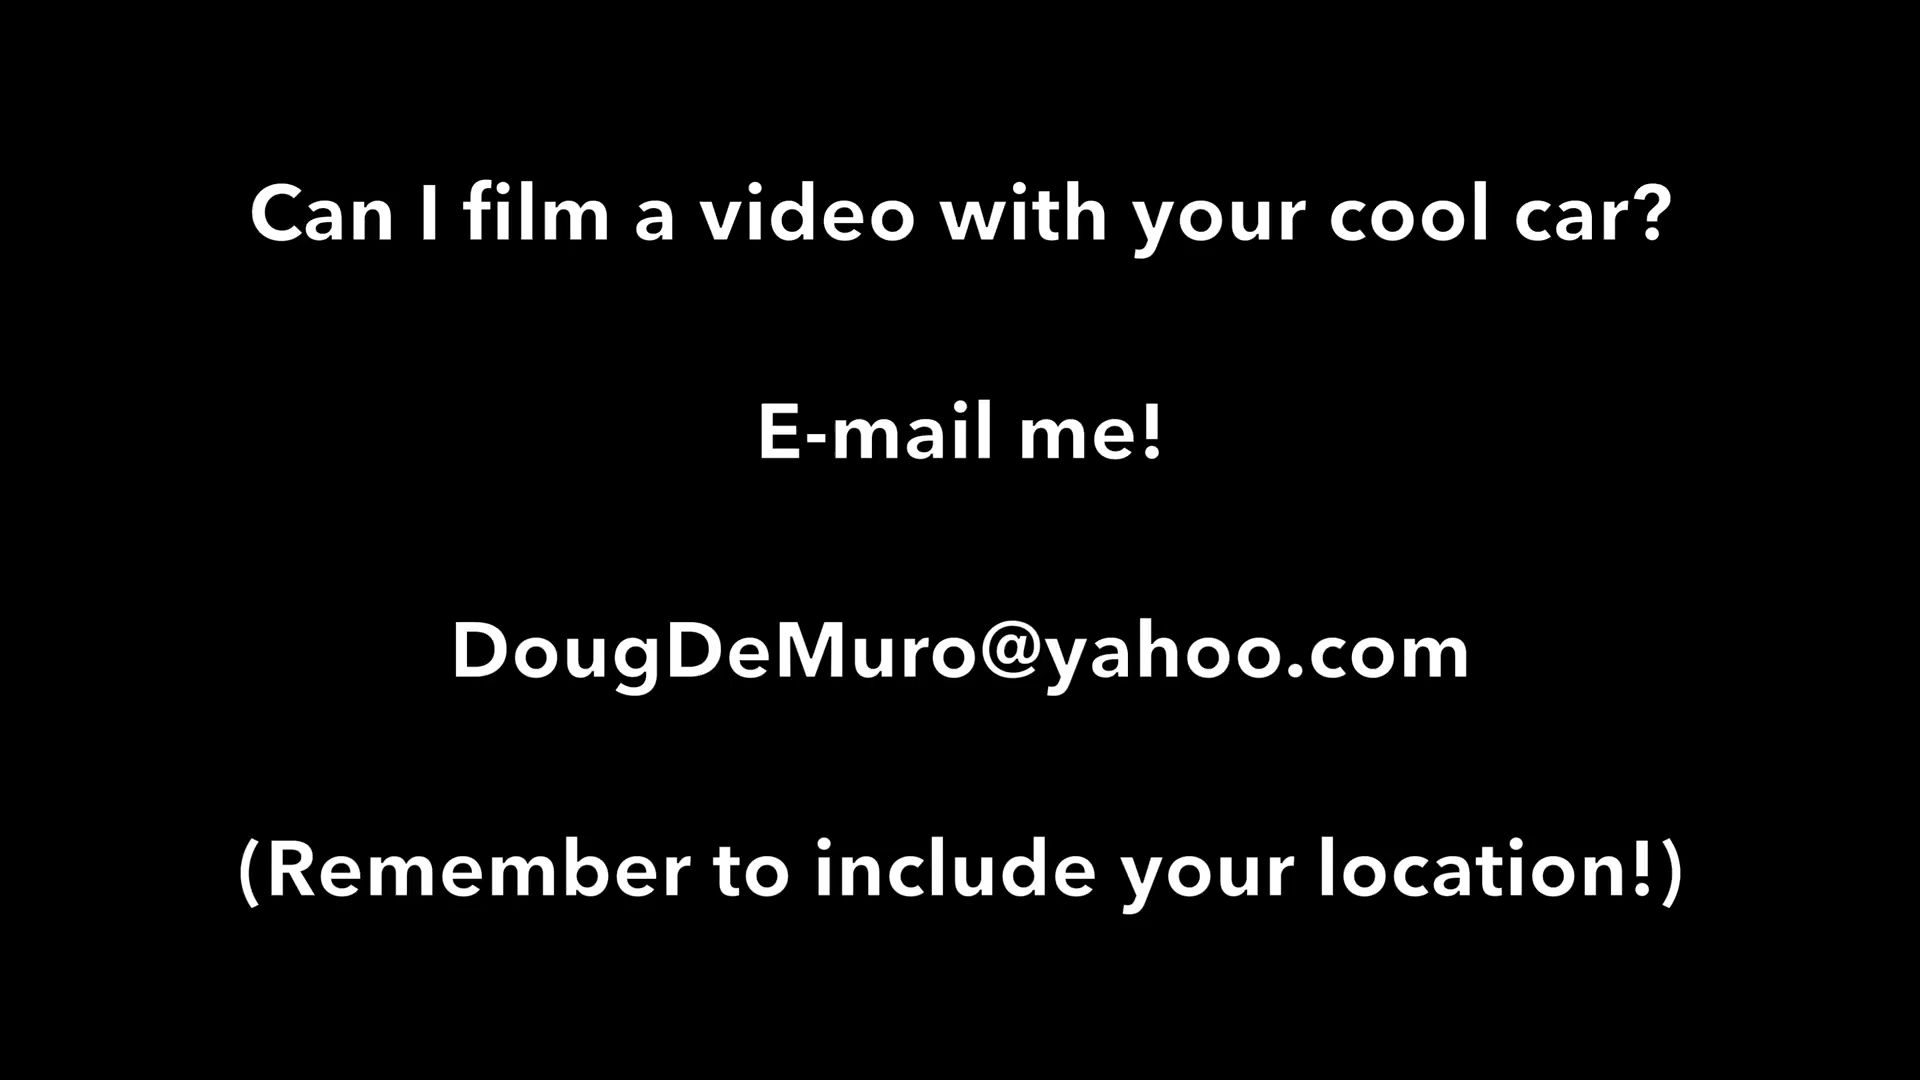 Can I film a video with your cool car?
E-mail me!
DougDeMuro@yahoo.com
(Remember to include your location!)